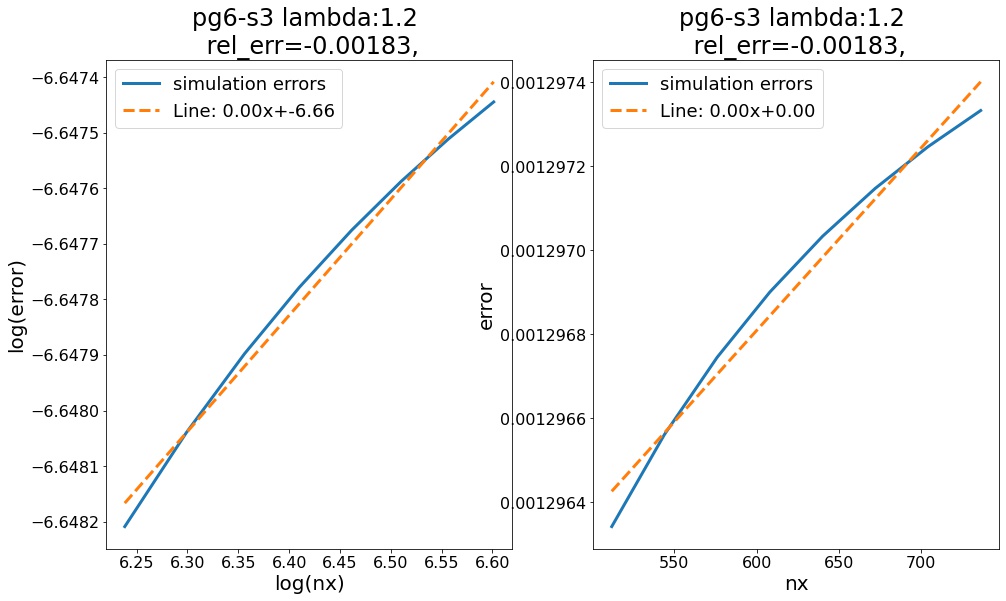 pg6-s3 lambda:1.2
rel_err=-0.00183,
simulation errors
Line: 0.00x+-6.66
−6.6474
−6.6475
−6.6476
−6.6477
−6.6478
−6.6479
−6.6480
−6.6481
−6.6482
log(error)
6.25 6.30 6.35 6.40 6.45 6.50 6.55 6.60
log(nx)
pg6-s3 lambda:1.2
rel_err=-0.00183,
simulation errors
Line: 0.00x+0.00
0.0012974
0.0012972
0.0012970
0.0012968
0.0012966
0.0012964
error
550 600 650 700
nx